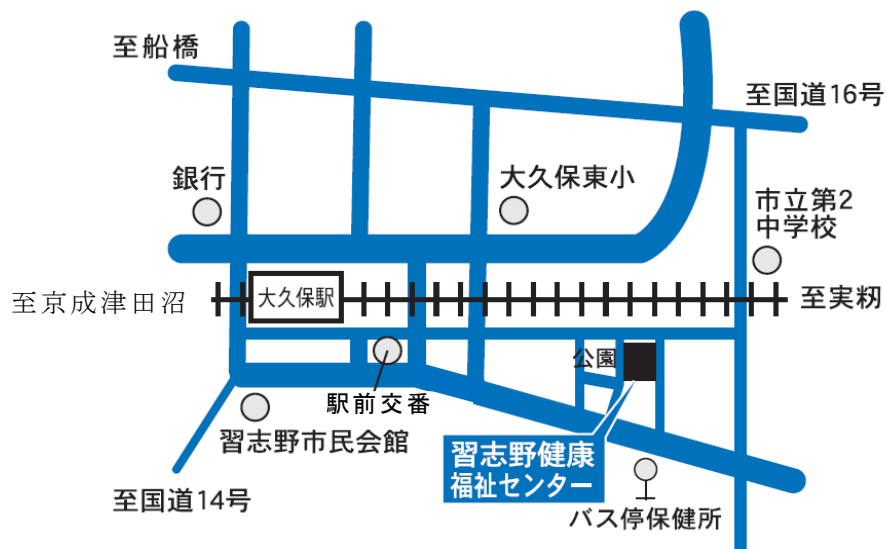 至船橋
至国道16号
銀行
大久保東小
市立第2
中学校
至京成津田沼
大久保駅
至実籾
公園
駅前交番
習志野市民会館
習志野健康
福祉センター
至国道14号
バス停保健所